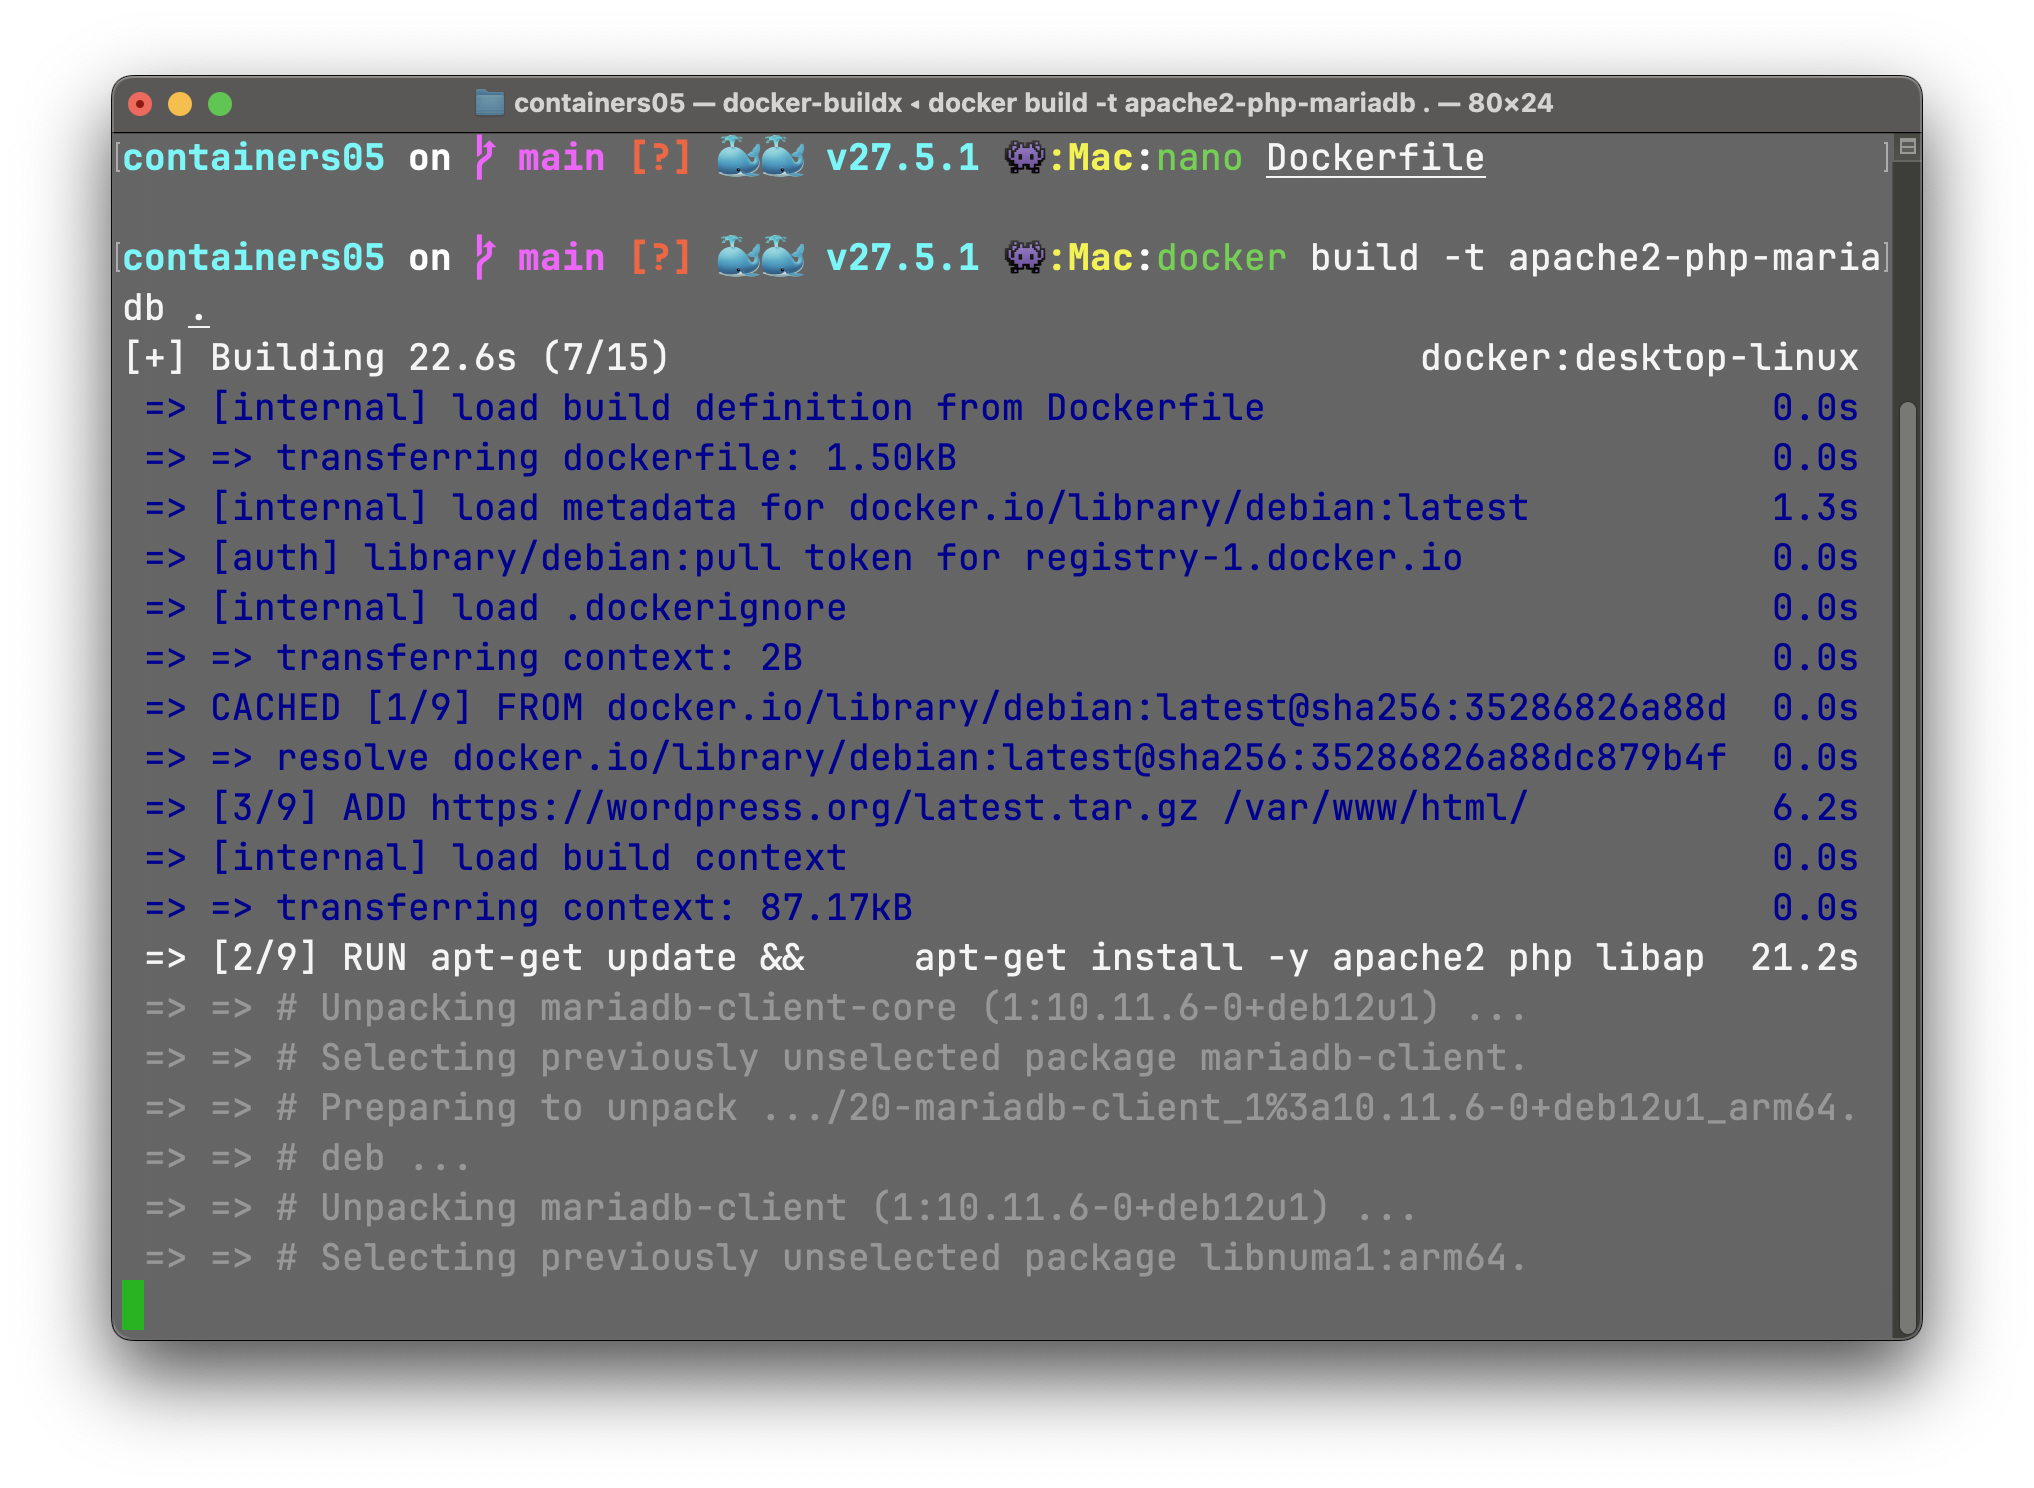 containers05 — docker-buildx ◂ docker build -t apache2-php-mariadb . — 80×24
containers05 on main [?] 🐳🐳 v27.5.1 👾:Mac:nano Dockerfile
containers05 on main [?] 🐳🐳 v27.5.1 👾:Mac:docker build -t apache2-php-maria
db .
[+] Building 22.6s (7/15) docker:desktop-linux
=> [internal] load build definition from Dockerfile 0.0s
=> => transferring dockerfile: 1.50kB 0.0s
=> [internal] load metadata for docker.io/library/debian:latest 1.3s
=> [auth] library/debian:pull token for registry-1.docker.io 0.0s
=> [internal] load .dockerignore 0.0s
=> => transferring context: 2B 0.0s
=> CACHED [1/9] FROM docker.io/library/debian:latest@sha256:35286826a88d 0.0s
=> => resolve docker.io/library/debian:latest@sha256:35286826a88dc879b4f 0.0s
=> [3/9] ADD https://wordpress.org/latest.tar.gz /var/www/html/ 6.2s
=> [internal] load build context 0.0s
=> => transferring context: 87.17kB 0.0s
=> [2/9] RUN apt-get update &&     apt-get install -y apache2 php libap 21.2s
=> => # Unpacking mariadb-client-core (1:10.11.6-0+deb12u1) ...
=> => # Selecting previously unselected package mariadb-client.
=> => # Preparing to unpack .../20-mariadb-client_1%3a10.11.6-0+deb12u1_arm64.
=> => # deb ...
=> => # Unpacking mariadb-client (1:10.11.6-0+deb12u1) ...
=> => # Selecting previously unselected package libnuma1:arm64.